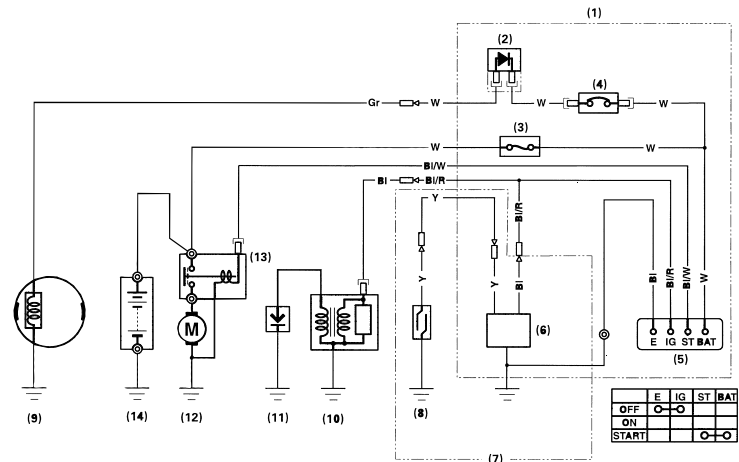 (1)
(2)
(4)
Gr W W W
(3)
W W
Bl/W
Bl Bl/R
Y
Bl/R
(13)
Y Y Bl
Bl Bl/R Bl/W W
M
(6)
E IG ST BAT
(5)
(9) (14) (12) (11) (10) (8)
(7)
E IG ST BAT
OFF
ON
START